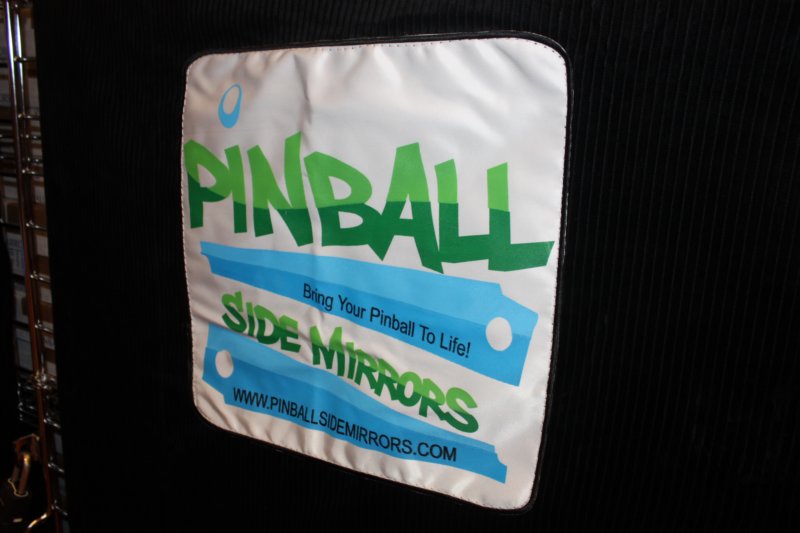 PINBALL
Bring Your Pinball To Life!
SIDE MIRRORS
WWW.PINBALLSIDEMIRRORS.COM